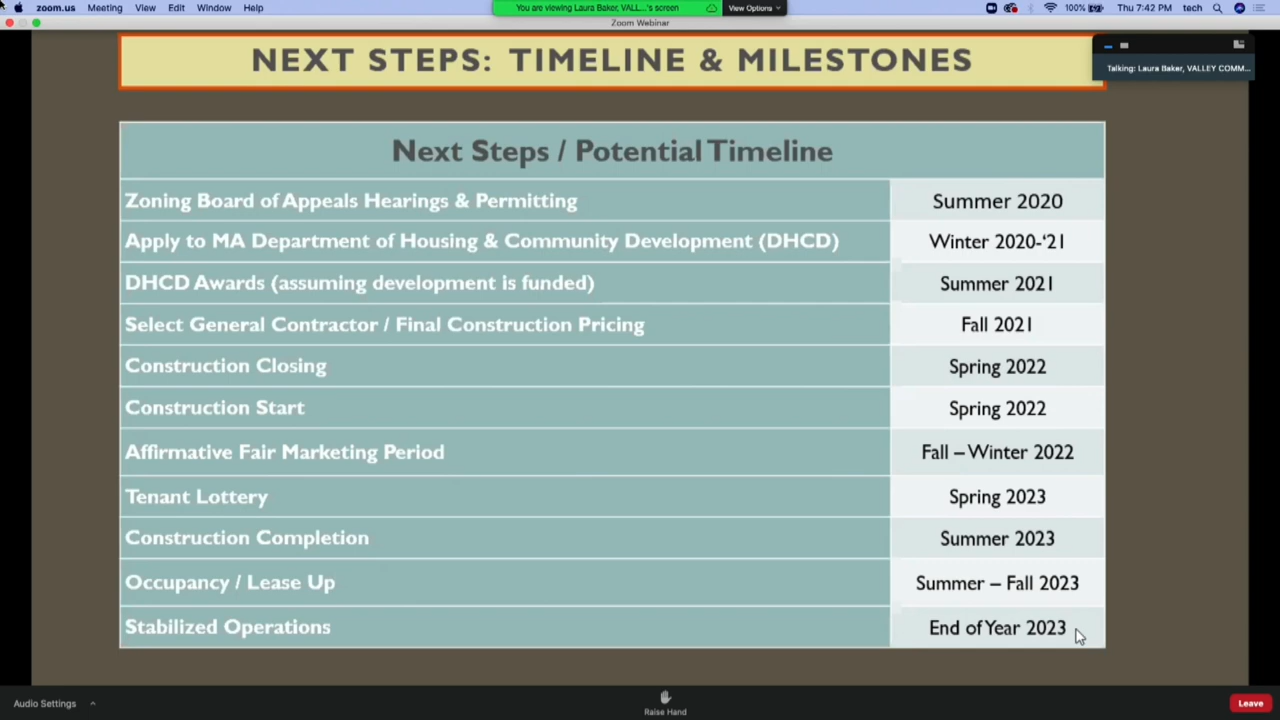 zoom.us Meeting View Edit Window Help
You are viewing Laura Baker, VALL...'s screen View Options
100% Thu 7:42 PM tech
Zoom Webinar
NEXT STEPS: TIMELINE & MILESTONES
Talking: Laura Baker, VALLEY COMM...
Next Steps / Potential Timeline
Zoning Board of Appeals Hearings & Permitting Summer 2020
Apply to MA Department of Housing & Community Development (DHCD) Winter 2020-‘21
DHCD Awards (assuming development is funded) Summer 2021
Select General Contractor / Final Construction Pricing Fall 2021
Construction Closing Spring 2022
Construction Start Spring 2022
Affirmative Fair Marketing Period Fall – Winter 2022
Tenant Lottery Spring 2023
Construction Completion Summer 2023
Occupancy / Lease Up Summer – Fall 2023
Stabilized Operations End of Year 2023
Audio Settings
Raise Hand
Leave